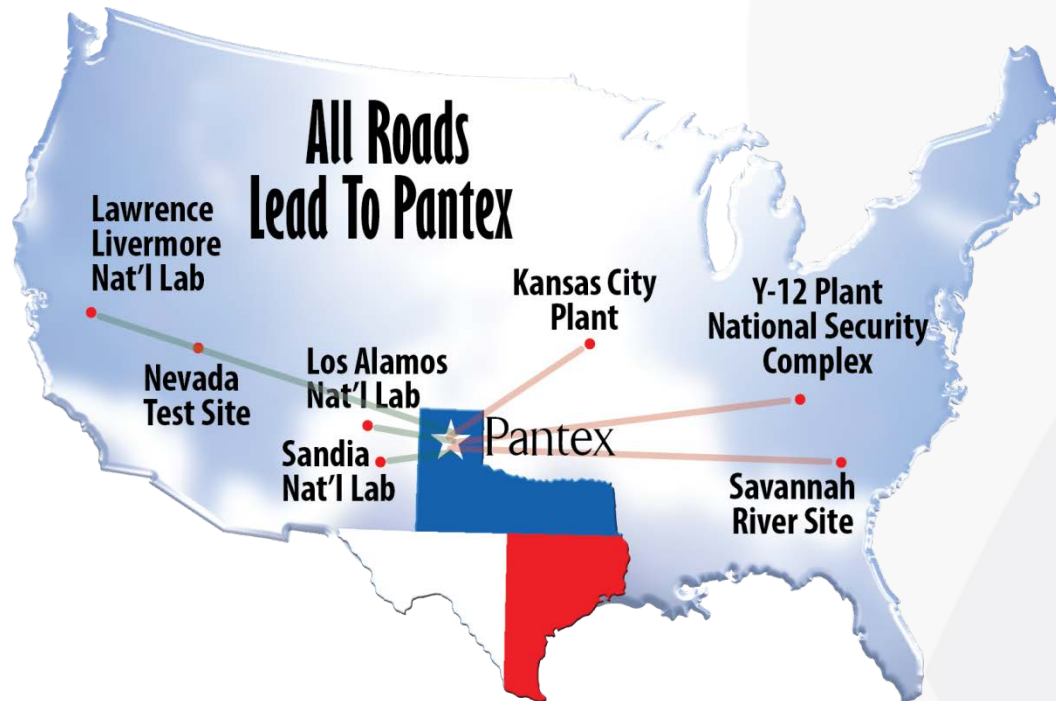 All Roads
Lead To Pantex
Lawrence
Livermore
Nat'l Lab
Nevada
Test Site
Los Alamos
Nat'l Lab
Sandia
Nat'l Lab
Pantex
Kansas City
Plant
Y-12 Plant
National Security
Complex
Savannah
River Site